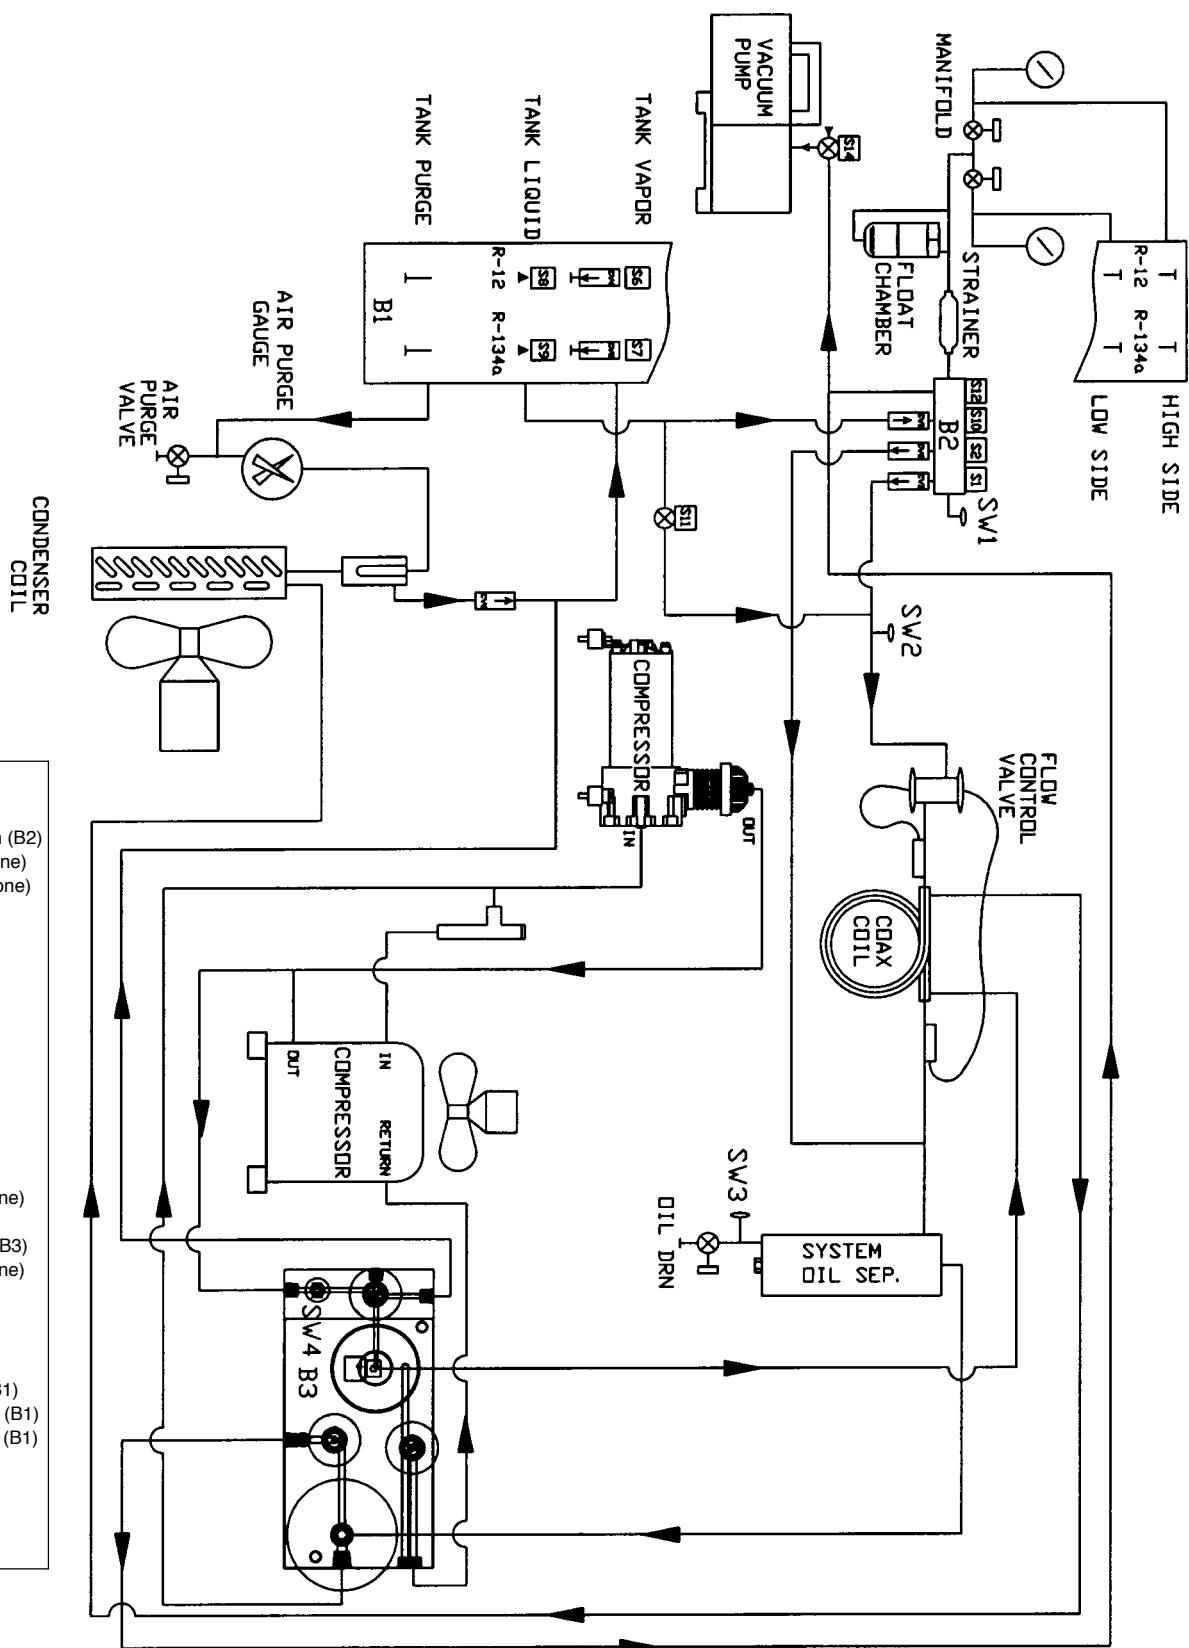 HIGH SIDE
LOW SIDE
R-12
R-134a
MANIFOLD
STRAINER
FLOAT
CHAMBER
S12
S10
S2
S1
B2
SW1
SW2
FLOW
CONTROL
VALVE
COAX
COIL
VACUUM
PUMP
S14
SYSTEM
OIL SEP.
SW3
OIL DRN
TANK VAPOR
TANK LIQUID
TANK PURGE
S6
S7
S8
S9
R-12
R-134a
B1
S11
COMPRESSOR
OUT
IN
AIR PURGE
GAUGE
AIR
PURGE
VALVE
IN
RETURN
COMPRESSOR
OUT
SW4
B3
CONDENSER
COIL
(B2)
ne)
one)
ne)
B3)
ne)
B1)
(B1)
(B1)